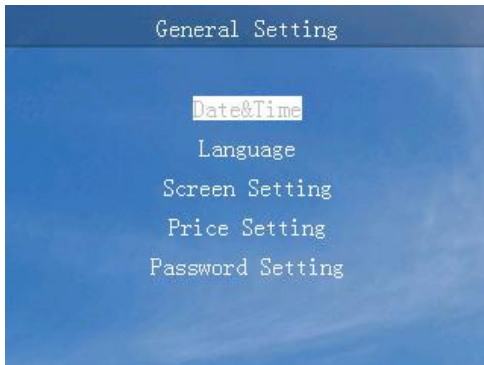 General Setting
Date&Time
Language
Screen Setting
Price Setting
Password Setting